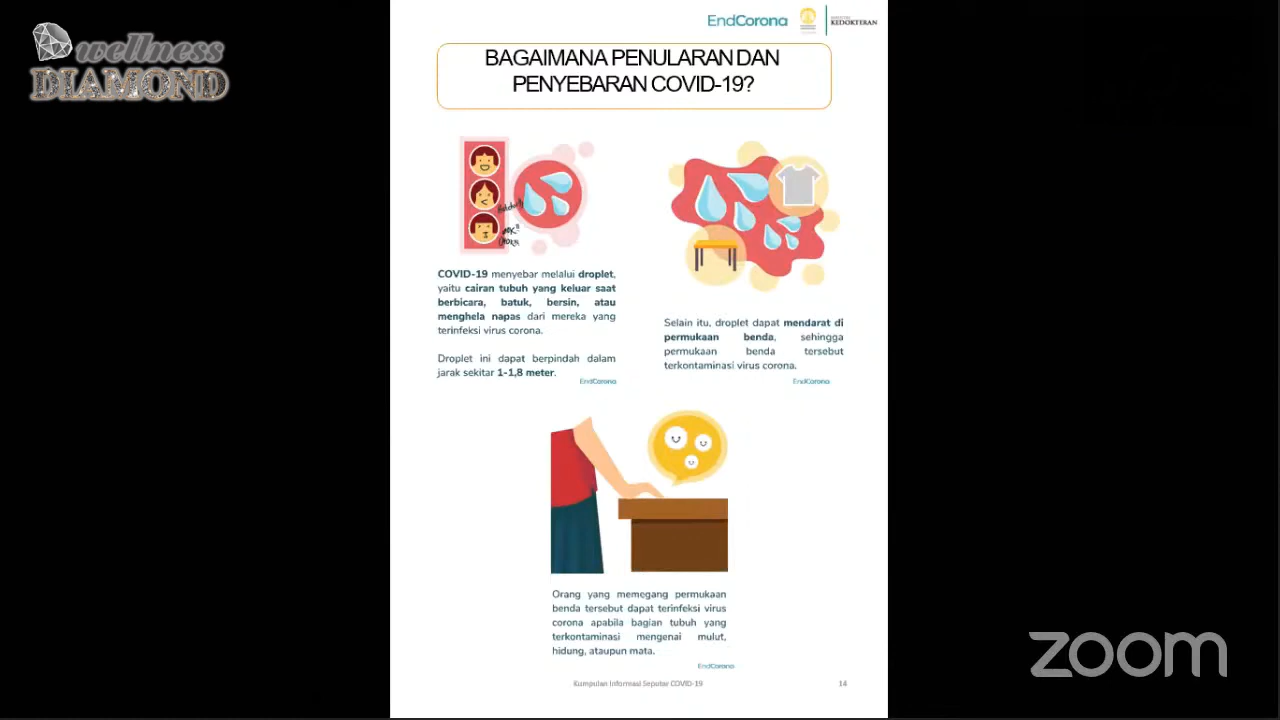 wellness
DIAMOND
EndCorona
KEDOKTERAN
BAGAIMANA PENULARAN DAN
PENYEBARAN COVID-19?
COVID-19 menyebar melalui droplet,
yaitu cairan tubuh yang keluar saat
berbicara, batuk, bersin, atau
menghela napas dari mereka yang
terinfeksi virus corona.
Droplet ini dapat berpindah dalam
jarak sekitar 1-1,8 meter.
EndCorona
Selain itu, droplet dapat mendarat di
permukaan benda, sehingga
permukaan benda tersebut
terkontaminasi virus corona.
EndCorona
Orang yang memegang permukaan
benda tersebut dapat terinfeksi virus
corona apabila bagian tubuh yang
terkontaminasi mengenai mulut,
hidung, ataupun mata.
EndCorona
Kumpulan Informasi Seputar COVID-19
14
zoom